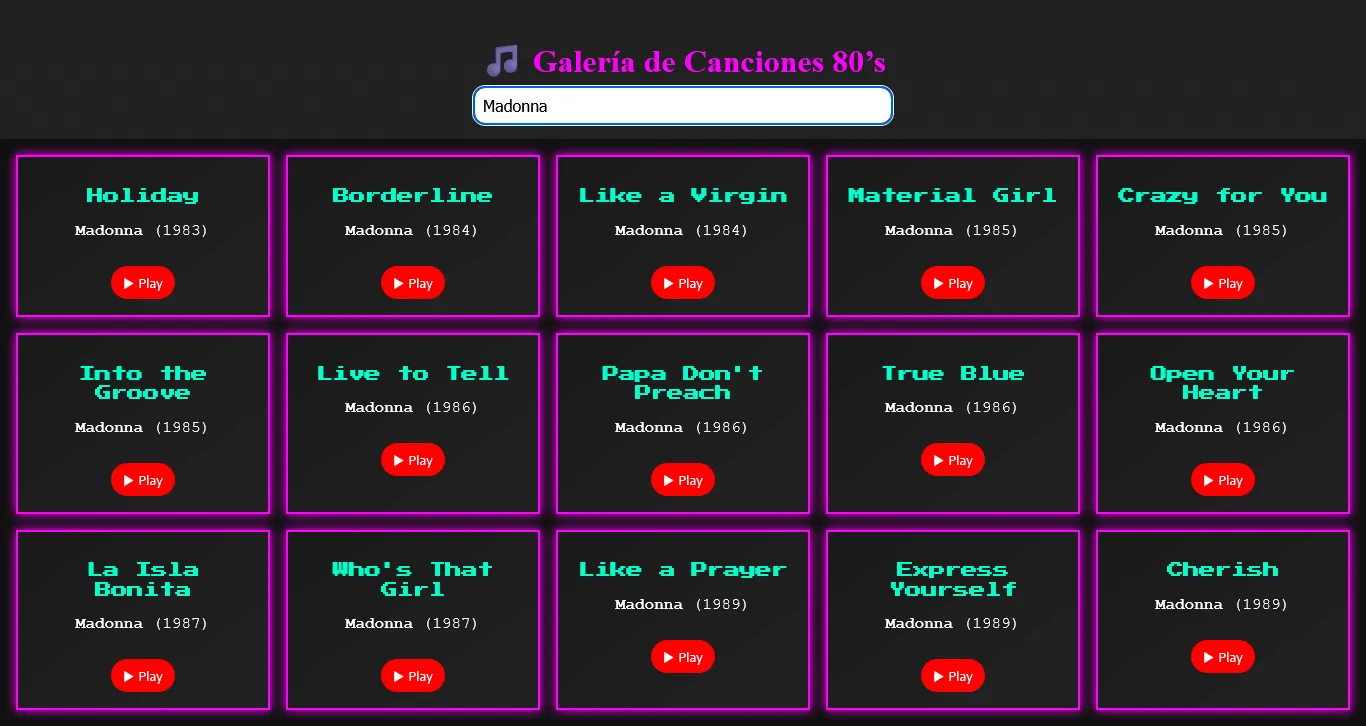 🎵 Galería de Canciones 80’s
Madonna
Holiday
Madonna (1983)
▶ Play
Borderline
Madonna (1984)
▶ Play
Like a Virgin
Madonna (1984)
▶ Play
Material Girl
Madonna (1985)
▶ Play
Crazy for You
Madonna (1985)
▶ Play
Into the
Groove
Madonna (1985)
▶ Play
Live to Tell
Madonna (1986)
▶ Play
Papa Don't
Preach
Madonna (1986)
▶ Play
True Blue
Madonna (1986)
▶ Play
Open Your
Heart
Madonna (1986)
▶ Play
La Isla
Bonita
Madonna (1987)
▶ Play
Who's That
Girl
Madonna (1987)
▶ Play
Like a Prayer
Madonna (1989)
▶ Play
Express
Yourself
Madonna (1989)
▶ Play
Cherish
Madonna (1989)
▶ Play